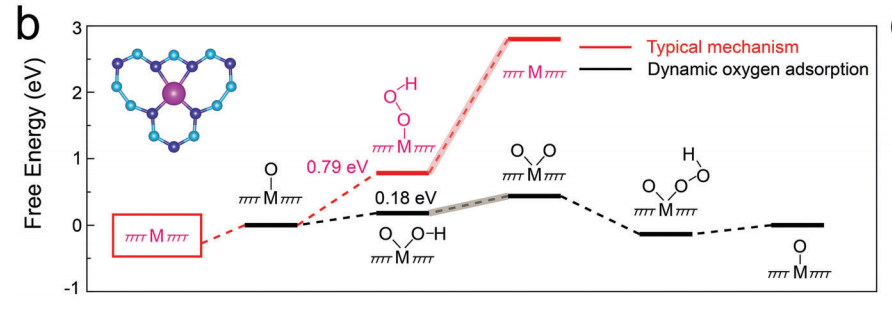 b
Free Energy (eV)
3
2
1
0
-1
Typical mechanism
Dynamic oxygen adsorption
M
O
M
0.79 eV
O-H
O
M
M
0.18 eV
O O-H
M
O O
M
H
O O-O
M
O
M